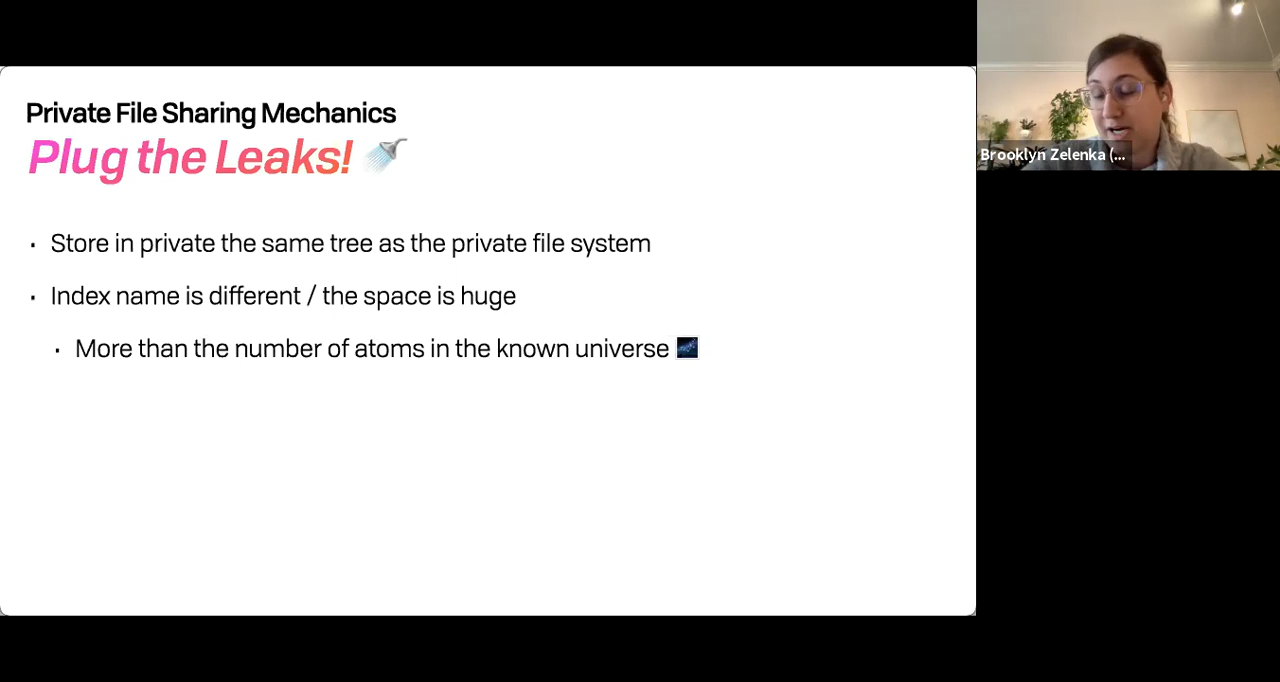 Private File Sharing Mechanics
Plug the Leaks!
· Store in private the same tree as the private file system
· Index name is different / the space is huge
· More than the number of atoms in the known universe
Brooklyn Zelenka (...